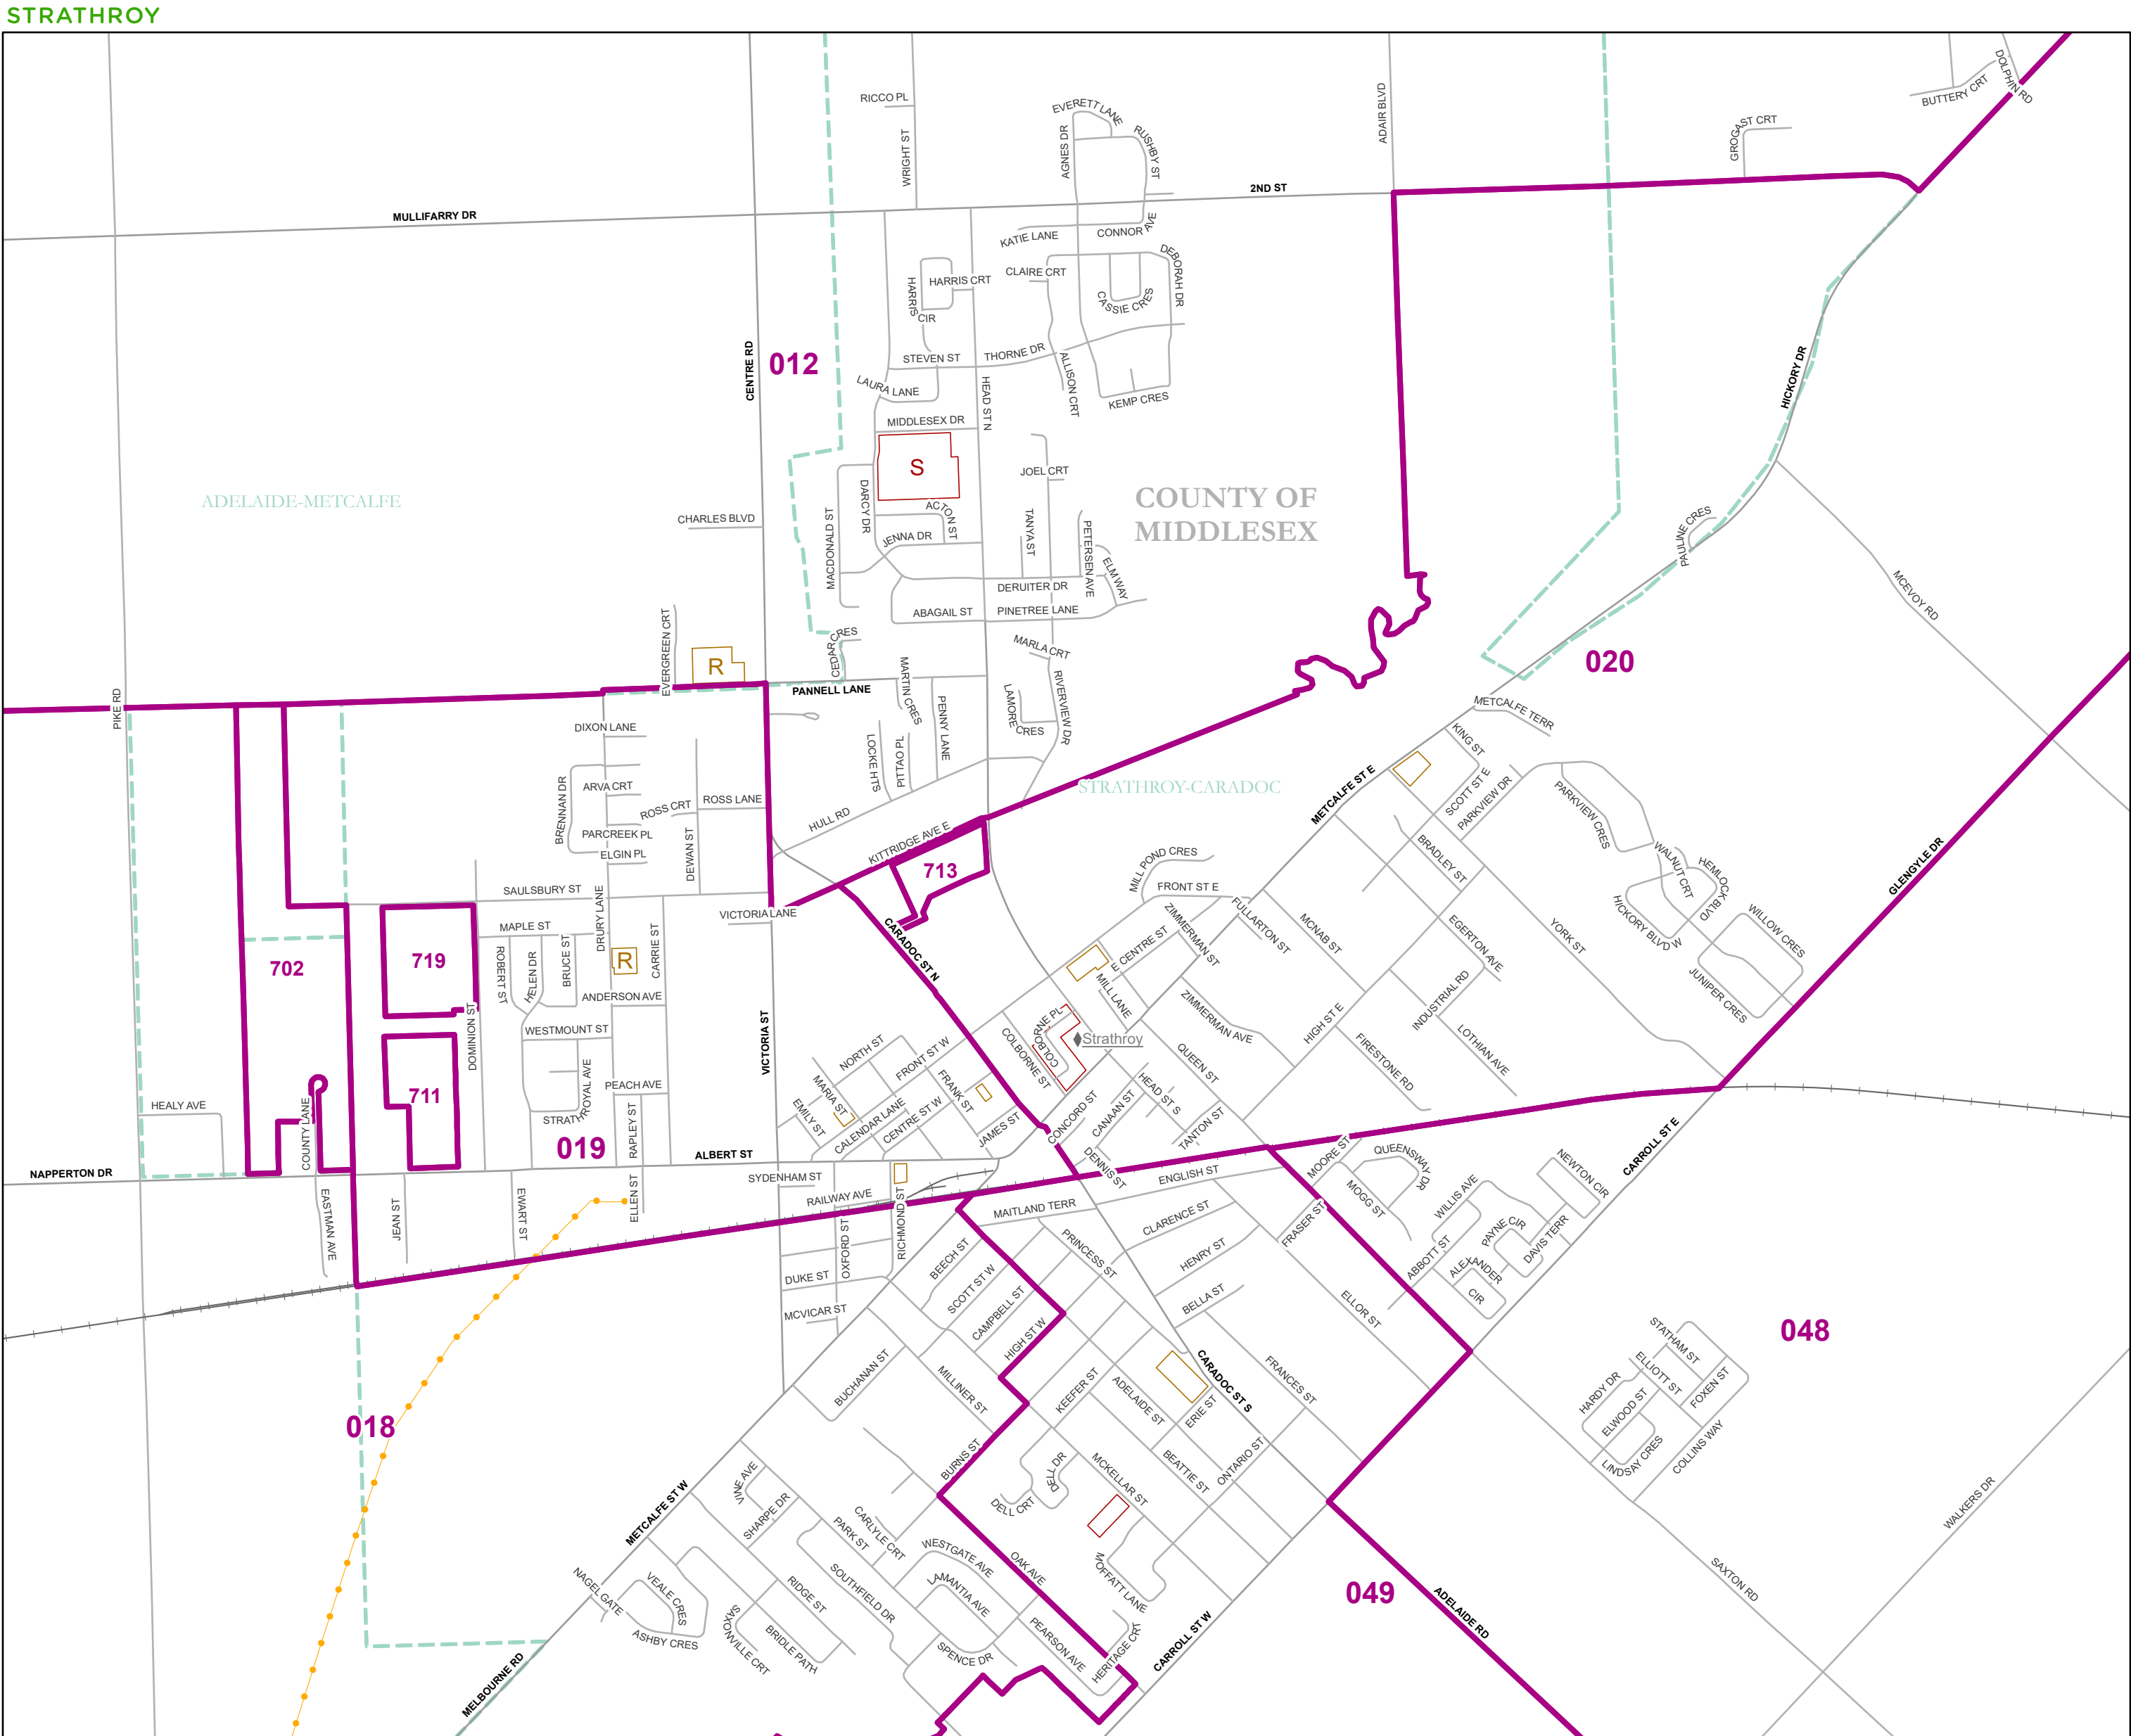 STRATHROY
DOLPHIN RD
BUTTERY CRT
RICCO PL
EVERETT LANE
ADAIR BLVD
GROGAST CRT
WRIGHT ST
AGNES DR
RUSHBY ST
2ND ST
MULLIFARRY DR
KATIE LANE
CONNOR AVE
DEBORAH DR
CLAIRE CRT
HARRIS CRT
HARRIS CIR
CASSIE CRES
CENTRE RD
012
STEVEN ST
THORNE DR
HICKORY DR
LAURA LANE
ALLISON CRT
HEAD ST N
KEMP CRES
MIDDLESEX DR
S
JOEL CRT
ADELAIDE-METCALFE
COUNTY OF
MIDDLESEX
CHARLES BLVD
MACDONALD ST
DARCY DR
ACTON ST
JENNA DR
TANYA ST
PETERSEN AVE
ELM WAY
PAULINE CRES
DERUITER DR
ABAGAIL ST
PINETREE LANE
MCEVOY RD
EVERGREEN CRT
R
CEDAR CRES
MARLA CRT
020
PIKE RD
PANNELL LANE
MARTIN CRES
PENNY LANE
LAMORE CRES
RIVERVIEW DR
METCALFE TERR
DIXON LANE
LOCKE HTS
PITTAO PL
KING ST
BRENNAN DR
ARVA CRT
ROSS CRT
ROSS LANE
STRATHROY-CARADOC
METCALFE ST E
SCOTT ST E
PARKVIEW DR
PARKVIEW CRES
HULL RD
PARCREEK PL
ELGIN PL
DEWAN ST
KITTRIDGE AVE E
713
MILL POND CRES
BRADLEY ST
WALNUT CRT
HEMLOCK BLVD
GLENGYLE DR
SAULSBURY ST
FRONT ST E
HICKORY BLVD W
WILLOW CRES
VICTORIA LANE
MAPLE ST
DRURY LANE
CARRIE ST
CARADOC ST N
ZIMMERMAN ST
FULLARTON ST
MCNAB ST
EGERTON AVE
YORK ST
702
719
ROBERT ST
HELEN DR
BRUCE ST
R
E CENTRE ST
MILL LANE
JUNIPER CRES
ANDERSON AVE
DOMINION ST
WESTMOUNT ST
VICTORIA ST
COLBORNE PL
COLBORNE ST
Strathroy
ZIMMERMAN AVE
HIGH ST E
INDUSTRIAL RD
LOTHIAN AVE
FIRESTONE RD
711
ROYAL AVE
PEACH AVE
NORTH ST
FRONT ST W
FRANK ST
QUEEN ST
HEALY AVE
COUNTY LANE
STRATH
RAPLEY ST
MARIA ST
EMILY ST
CALENDAR LANE
CENTRE ST W
JAMES ST
CONCORD ST
CANAAN ST
HEAD ST S
TANTON ST
019
NAPPERTON DR
ALBERT ST
SYDENHAM ST
RAILWAY AVE
DENNIS ST
ENGLISH ST
MOORE ST
QUEENSWAY DR
CARROLL ST E
NEWTON CIR
EASTMAN AVE
JEAN ST
EWART ST
ELLEN ST
OXFORD ST
RICHMOND ST
MAITLAND TERR
CLARENCE ST
FRASER ST
MOGG ST
WILLIS AVE
PAYNE CIR
DAVIS TERR
ABBOTT ST
ALEXANDER CIR
DUKE ST
MCVICAR ST
BEECH ST
SCOTT ST W
CAMPBELL ST
HIGH ST W
PRINCESS ST
HENRY ST
BELLA ST
ELLOR ST
048
STATHAM ST
ELLIOTT ST
FOXEN ST
HARDY DR
ELWOOD ST
LINDSAY CRES
COLLINS WAY
018
BUCHANAN ST
MILLINER ST
KEEFER ST
ADELAIDE ST
CARADOC ST S
ERIE ST
FRANCES ST
BURNS ST
DELL DR
DELL CRT
MCKELLAR ST
BEATTIE ST
ONTARIO ST
METCALFE ST W
VINE AVE
SHARPE DR
PARK ST
CARLYLE CRT
WALKERS DR
WESTGATE AVE
OAK AVE
MOFFATT LANE
049
ADELAIDE RD
SAXTON RD
NAGEL GATE
VEALE CRES
ASHBY CRES
RIDGE ST
SOUTHFIELD DR
LAMANTIA AVE
PEARSON AVE
HERITAGE CRT
CARROLL ST W
SAXONVILLE CRT
BRIDLE PATH
SPENCE DR
MELBOURNE RD